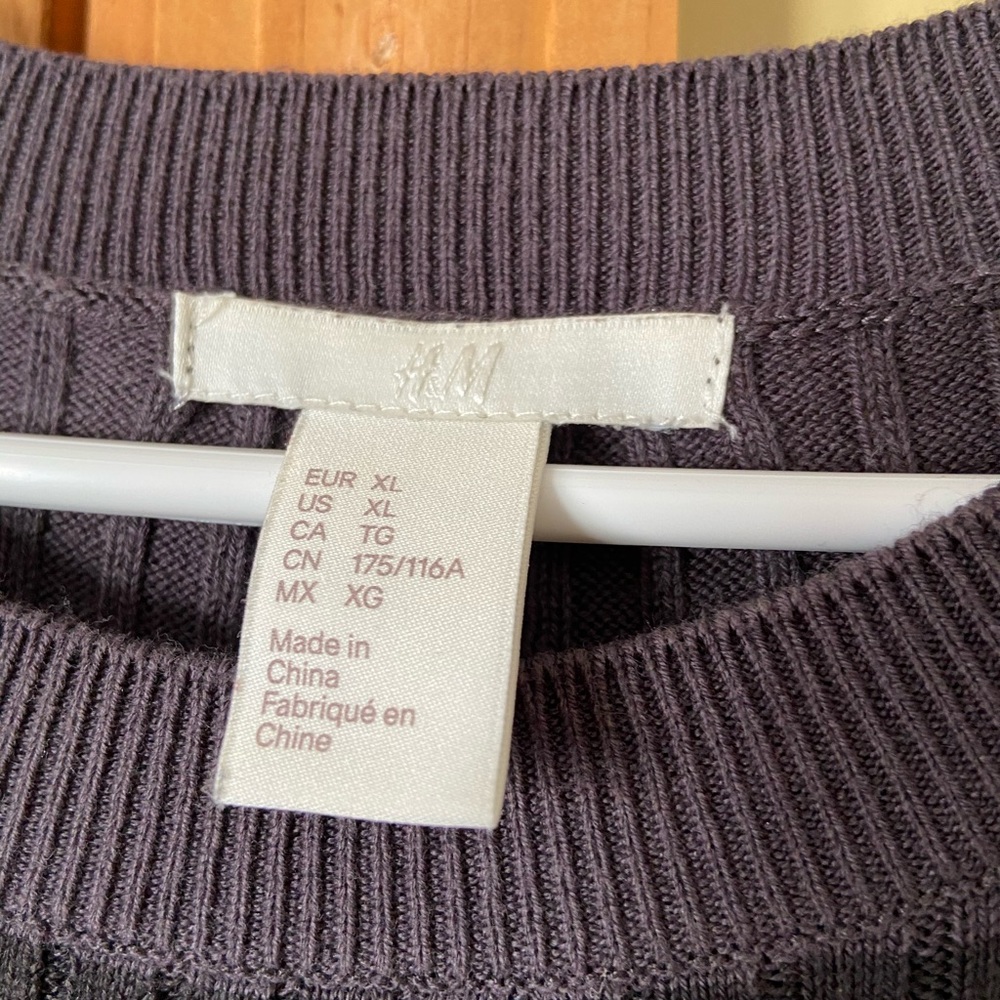 H&M
EUR XL
US XL
CA TG
CN 175/116A
MX XG
Made in
China
Fabriqué en
Chine